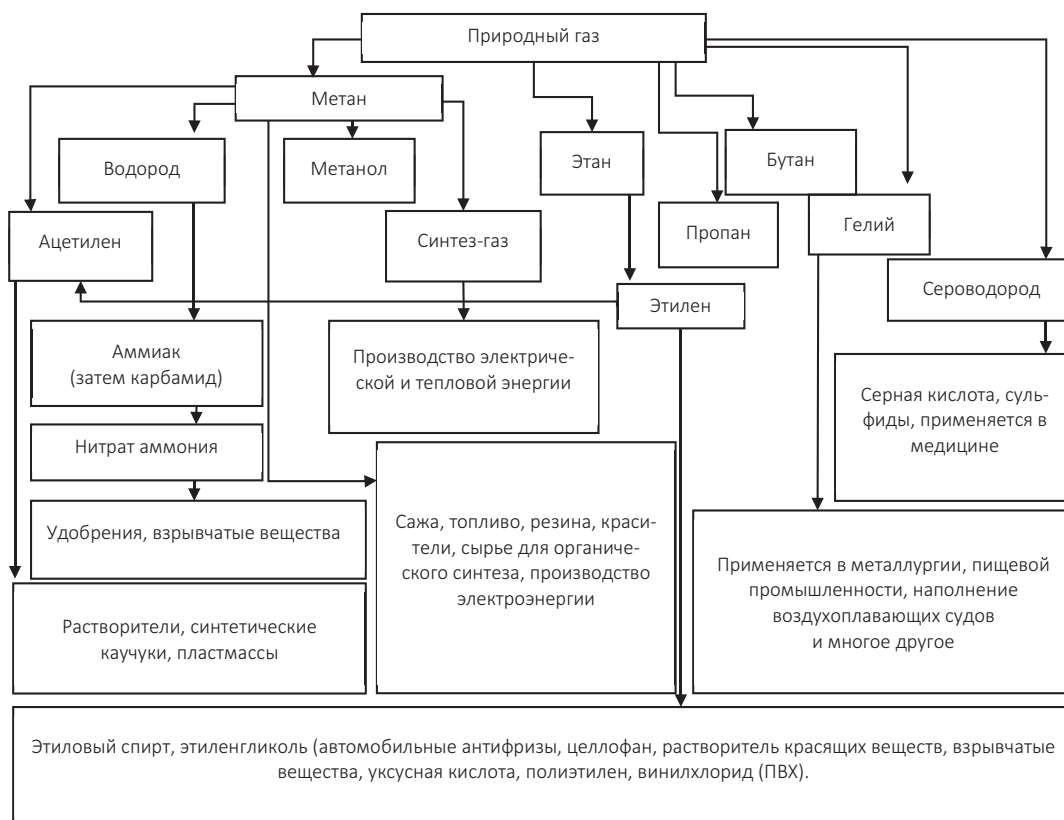 Природный газ
Метан
Водород
Метанол
Этан
Бутан
Ацетилен
Синтез-газ
Пропан
Гелий
Сероводород
Этилен
Аммиак
(затем карбамид)
Производство электриче-
ской и тепловой энергии
Серная кислота, суль-
фиды, применяется в
медицине
Нитрат аммония
Удобрения, взрывчатые вещества
Сажа, топливо, резина, краси-
тели, сырье для органиче-
ского синтеза, производство
электроэнергии
Применяется в металлургии, пищевой
промышленности, наполнение
воздухоплавающих судов
и многое другое
Растворители, синтетические
каучуки, пластмассы
Этиловый спирт, этиленгликоль (автомобильные антифризы, целлофан, растворитель красящих веществ, взрывчатые
вещества, уксусная кислота, полиэтилен, винилхлорид (ПВХ).